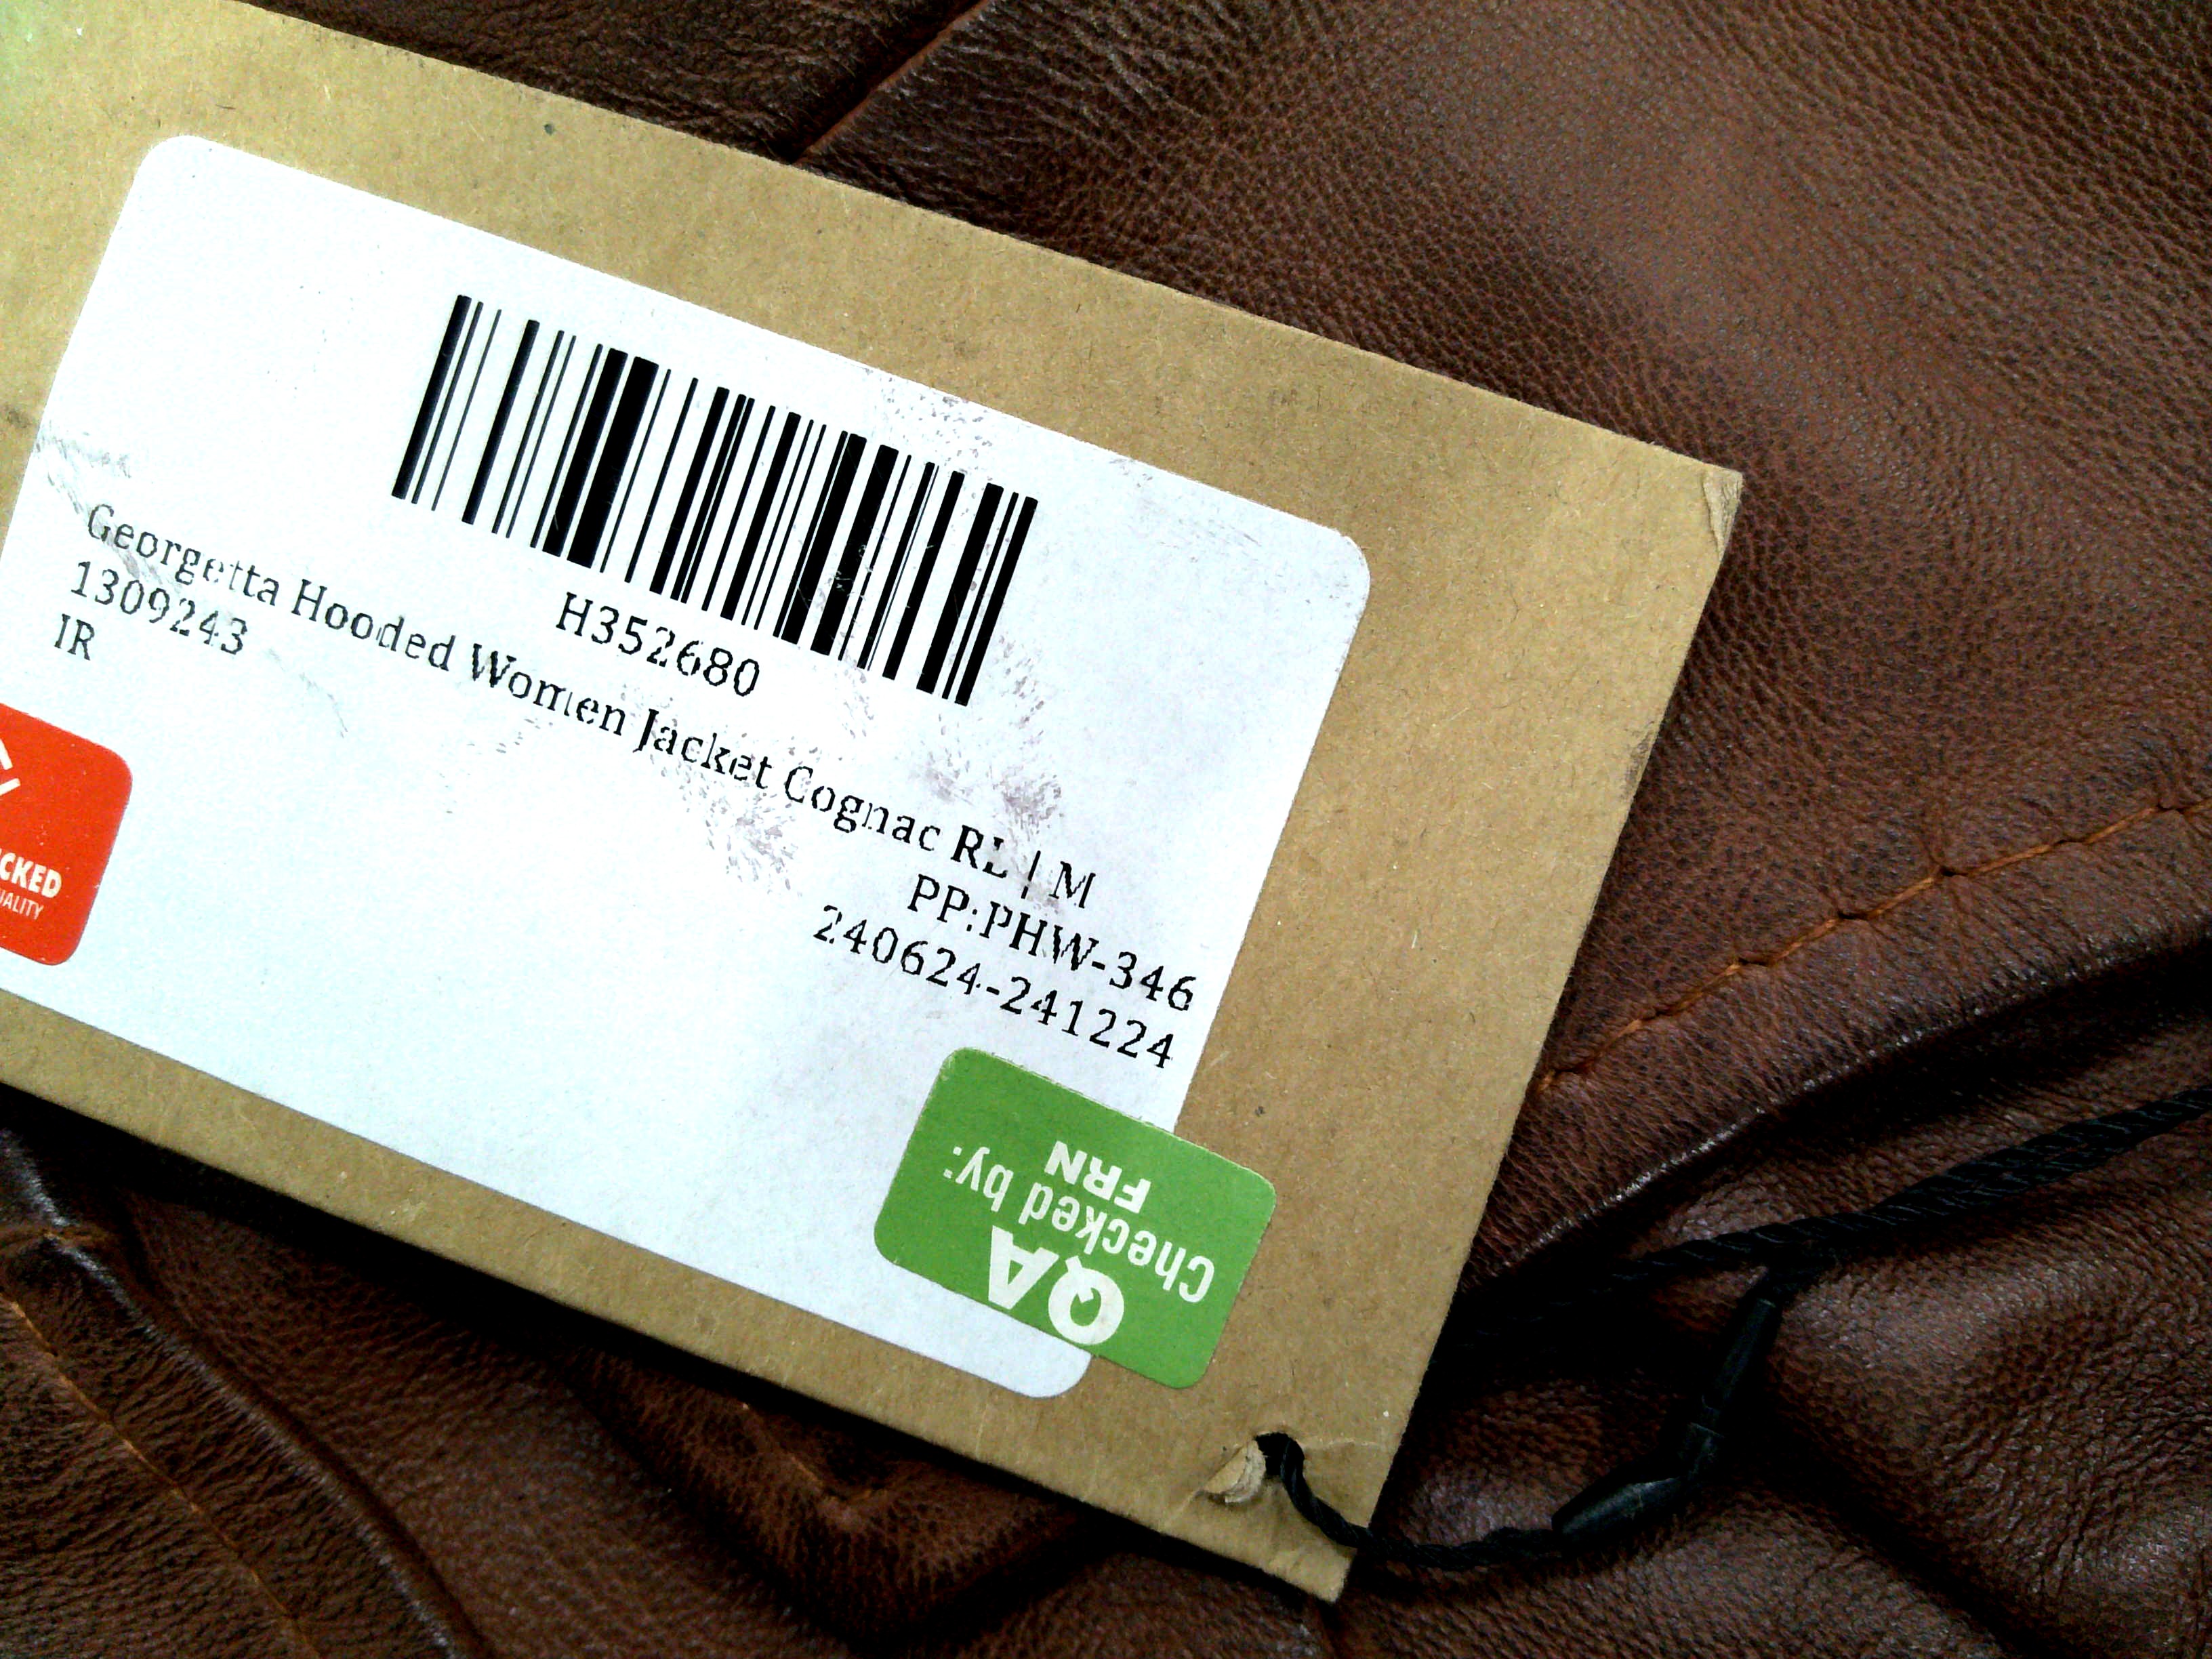 H352680
Georgetta Hooded Women Jacket Cognac RL | M
1309243
PP:PHW-346
IR
240624-241224
QA
Checked by:
FRN
CKED
ALITY